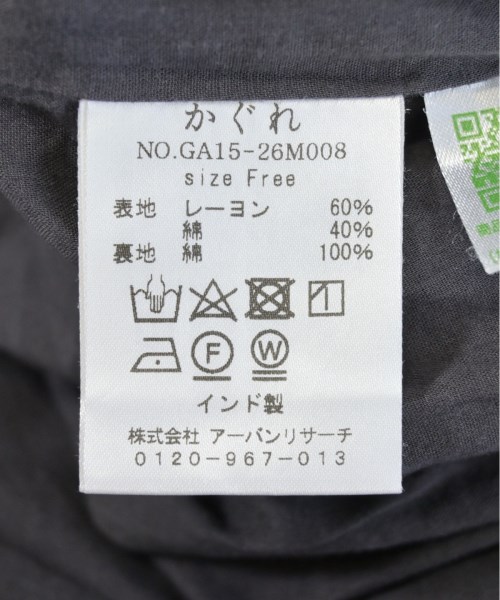 かぐれ
NO.GA15-26M008
size Free
表地 レーヨン 60%
綿 40%
裏地 綿 100%
F W
インド製
株式会社 アーバンリサーチ
0120-967-013